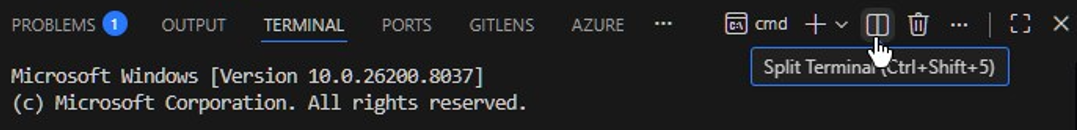 PROBLEMS 1 OUTPUT TERMINAL PORTS GITLENS AZURE ... cmd ...
Split Terminal (Ctrl+Shift+5)
Microsoft Windows [Version 10.0.26200.8037]
(c) Microsoft Corporation. All rights reserved.